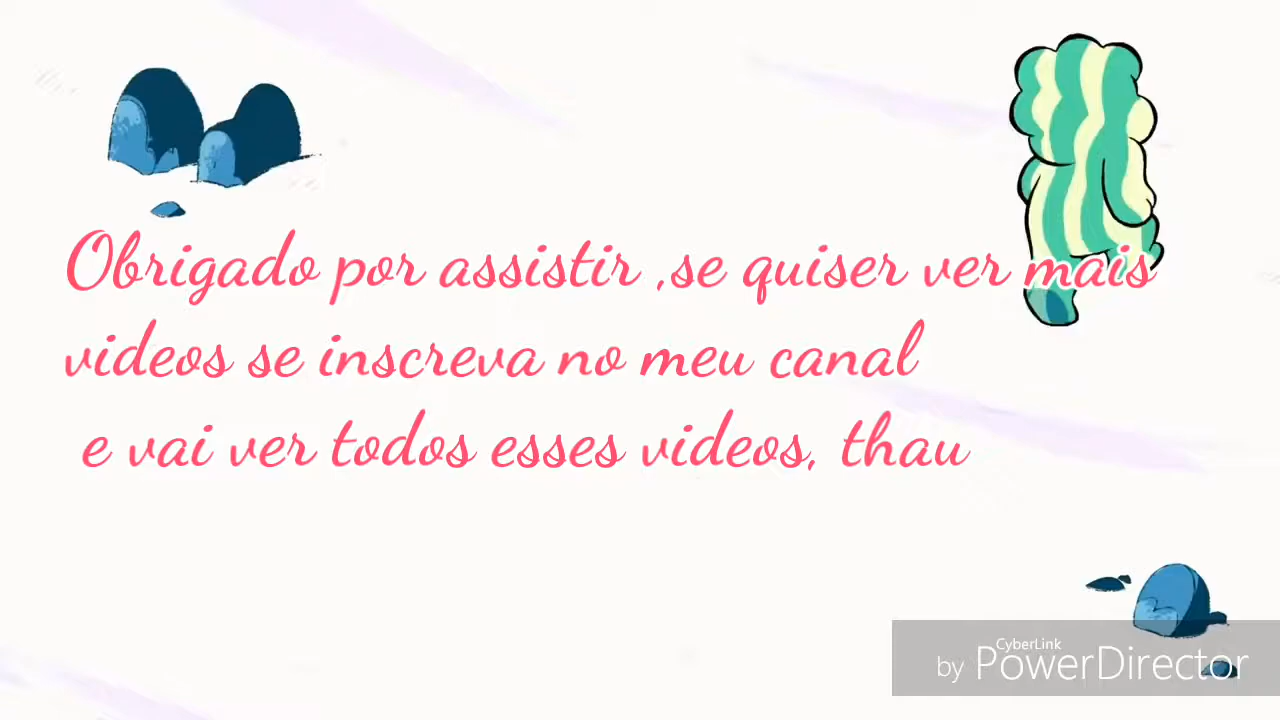 Obrigado por assistir ,se quiser ver mais
videos se inscreva no meu canal
e vai ver todos esses videos, thau
CyberLink
by PowerDirector